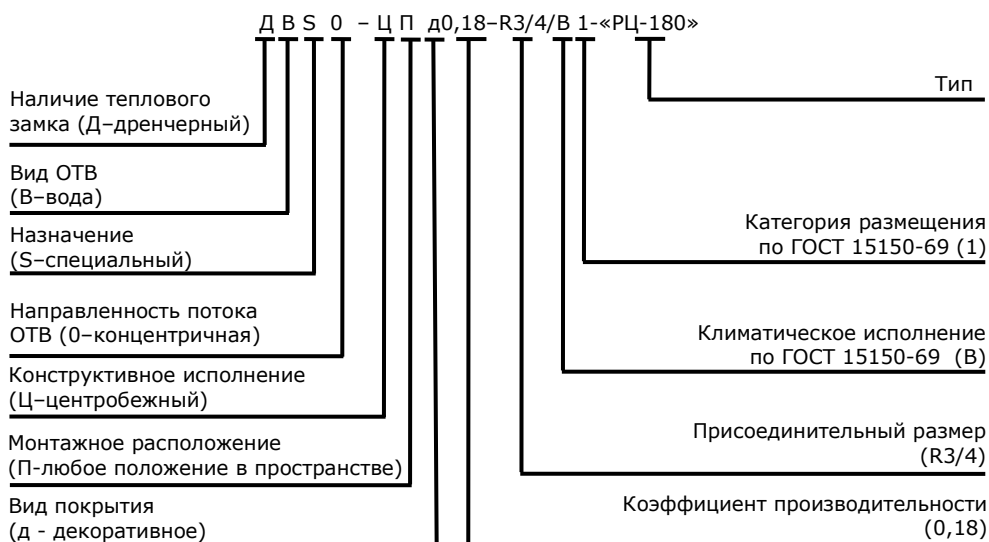 Д В S 0 – Ц П д0,18–R3/4/В 1-«РЦ-180»
Наличие теплового
замка (Д–дренчерный)
Вид ОТВ
(В–вода)
Назначение
(S–специальный)
Направленность потока
ОТВ (0–концентричная)
Конструктивное исполнение
(Ц–центробежный)
Монтажное расположение
(П-любое положение в пространстве)
Вид покрытия
(д - декоративное)
Тип
Категория размещения
по ГОСТ 15150-69 (1)
Климатическое исполнение
по ГОСТ 15150-69 (В)
Присоединительный размер
(R3/4)
Коэффициент производительности
(0,18)